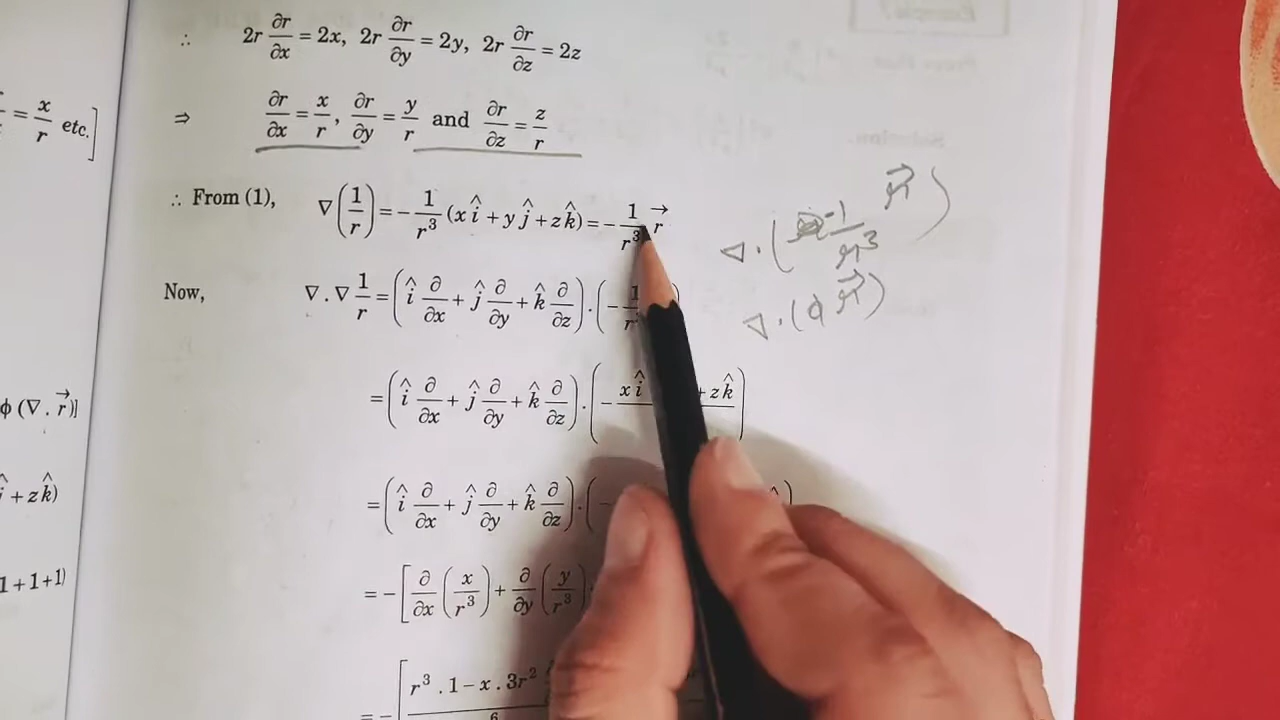 ∴ 2r ∂r/∂x = 2x, 2r ∂r/∂y = 2y, 2r ∂r/∂z = 2z
= x/r etc.]
⇒ ∂r/∂x = x/r, ∂r/∂y = y/r and ∂r/∂z = z/r
∴ From (1), ∇(1/r) = − 1/r³ (x î + y ĵ + z k̂) = − 1/r³ r⃗
∇.(−1/r³ r⃗)
Now, ∇ . ∇ 1/r = (î ∂/∂x + ĵ ∂/∂y + k̂ ∂/∂z) . (− 1/r
∇.(ϕ r⃗)
ϕ (∇ . r⃗)]
= (î ∂/∂x + ĵ ∂/∂y + k̂ ∂/∂z) . (− x î + z k̂)
î + z k̂)
= (î ∂/∂x + ĵ ∂/∂y + k̂ ∂/∂z) . (−
1 + 1 + 1)
= − [∂/∂x (x/r³) + ∂/∂y (y/r³)
= − [r³ . 1 − x . 3r²